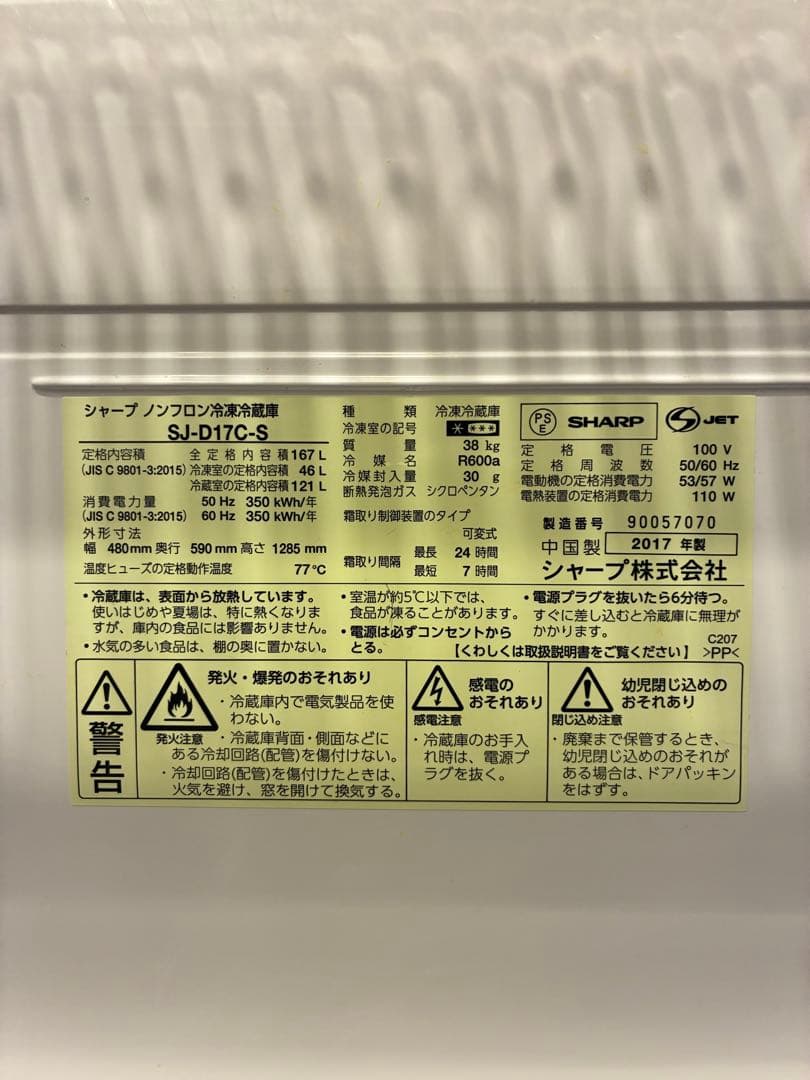 シャープ ノンフロン冷凍冷蔵庫
SJ-D17C-S
定格内容積 全定格内容積 167 L
(JIS C 9801-3:2015) 冷凍室の定格内容積 46 L
冷蔵室の定格内容積 121 L
消費電力量 50 Hz 350 kWh/年
(JIS C 9801-3:2015) 60 Hz 350 kWh/年
外形寸法
幅 480mm 奥行 590mm 高さ 1285 mm
温度ヒューズの定格動作温度 77℃
種類 冷凍冷蔵庫
冷凍室の記号 * ***
質量 38 kg
冷媒名 R600a
冷媒封入量 30 g
断熱発泡ガス シクロペンタン
霜取り制御装置のタイプ
可変式
霜取り間隔 最長 24 時間
最短 7 時間
PSE SHARP S JET
定格電圧 100 V
定格周波数 50/60 Hz
電動機の定格消費電力 53/57 W
電熱装置の定格消費電力 110 W
製造番号 90057070
中国製 2017 年製
シャープ株式会社
・冷蔵庫は、表面から放熱しています。
使いはじめや夏場は、特に熱くなりま
すが、庫内の食品には影響ありません。
・水気の多い食品は、棚の奥に置かない。
・室温が約5℃以下では、
食品が凍ることがあります。
・電源は必ずコンセントから
とる。
・電源プラグを抜いたら6分待つ。
すぐに差し込むと冷蔵庫に無理が
かかります。
C207
【くわしくは取扱説明書をご覧ください】 >PP<
警告
発火・爆発のおそれあり
発火注意
・冷蔵庫内で電気製品を使
わない。
・冷蔵庫背面・側面などに
ある冷却回路(配管)を傷付けない。
・冷却回路(配管)を傷付けたときは、
火気を避け、窓を開けて換気する。
感電の
おそれあり
感電注意
・冷蔵庫のお手入
れ時は、電源プ
ラグを抜く。
幼児閉じ込めの
おそれあり
閉じ込め注意
・廃棄まで保管するとき、
幼児閉じ込めのおそれが
ある場合は、ドアパッキン
をはずす。